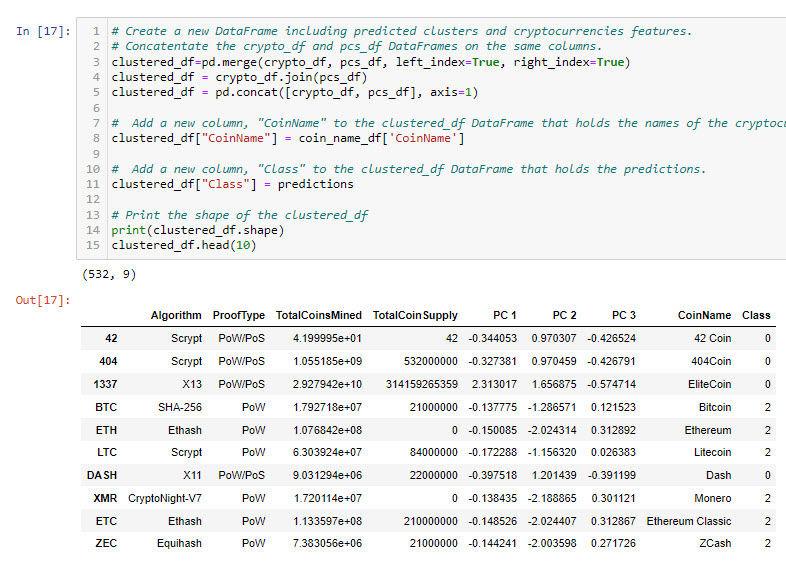 In [17]:
1 # Create a new DataFrame including predicted clusters and cryptocurrencies features.
2 # Concatentate the crypto_df and pcs_df DataFrames on the same columns.
3 clustered_df=pd.merge(crypto_df, pcs_df, left_index=True, right_index=True)
4 clustered_df = crypto_df.join(pcs_df)
5 clustered_df = pd.concat([crypto_df, pcs_df], axis=1)
6
7 #  Add a new column, "CoinName" to the clustered_df DataFrame that holds the names of the cryptocu
8 clustered_df["CoinName"] = coin_name_df['CoinName']
9
10 #  Add a new column, "Class" to the clustered_df DataFrame that holds the predictions.
11 clustered_df["Class"] = predictions
12
13 # Print the shape of the clustered_df
14 print(clustered_df.shape)
15 clustered_df.head(10)
(532, 9)
Out[17]:
Algorithm ProofType TotalCoinsMined TotalCoinSupply PC 1 PC 2 PC 3 CoinName Class
42 Scrypt PoW/PoS 4.199995e+01 42 -0.344053 0.970307 -0.426524 42 Coin 0
404 Scrypt PoW/PoS 1.055185e+09 532000000 -0.327381 0.970459 -0.426791 404Coin 0
1337 X13 PoW/PoS 2.927942e+10 314159265359 2.313017 1.656875 -0.574714 EliteCoin 0
BTC SHA-256 PoW 1.792718e+07 21000000 -0.137775 -1.286571 0.121523 Bitcoin 2
ETH Ethash PoW 1.076842e+08 0 -0.150085 -2.024314 0.312892 Ethereum 2
LTC Scrypt PoW 6.303924e+07 84000000 -0.172288 -1.156320 0.026383 Litecoin 2
DASH X11 PoW/PoS 9.031294e+06 22000000 -0.397518 1.201439 -0.391199 Dash 0
XMR CryptoNight-V7 PoW 1.720114e+07 0 -0.138435 -2.188865 0.301121 Monero 2
ETC Ethash PoW 1.133597e+08 210000000 -0.148526 -2.024407 0.312867 Ethereum Classic 2
ZEC Equihash PoW 7.383056e+06 21000000 -0.144241 -2.003598 0.271726 ZCash 2